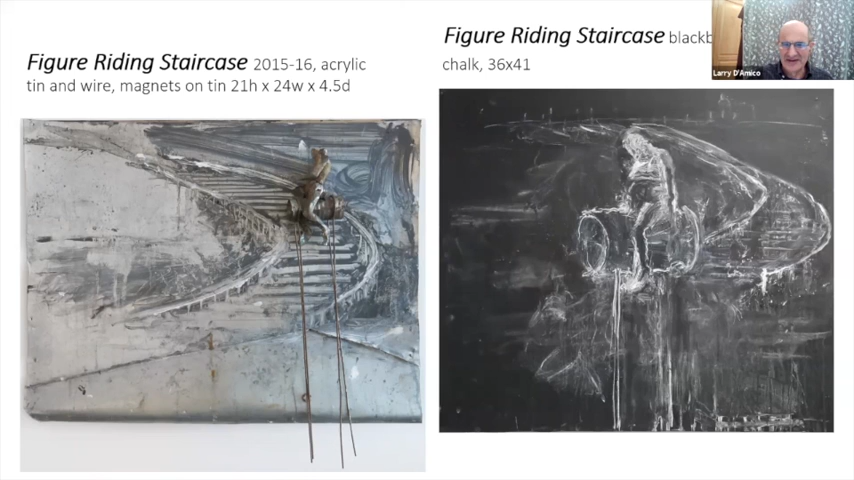 Figure Riding Staircase 2015-16, acrylic
tin and wire, magnets on tin 21h x 24w x 4.5d
Figure Riding Staircase
chalk, 36x41
Larry D'Amico